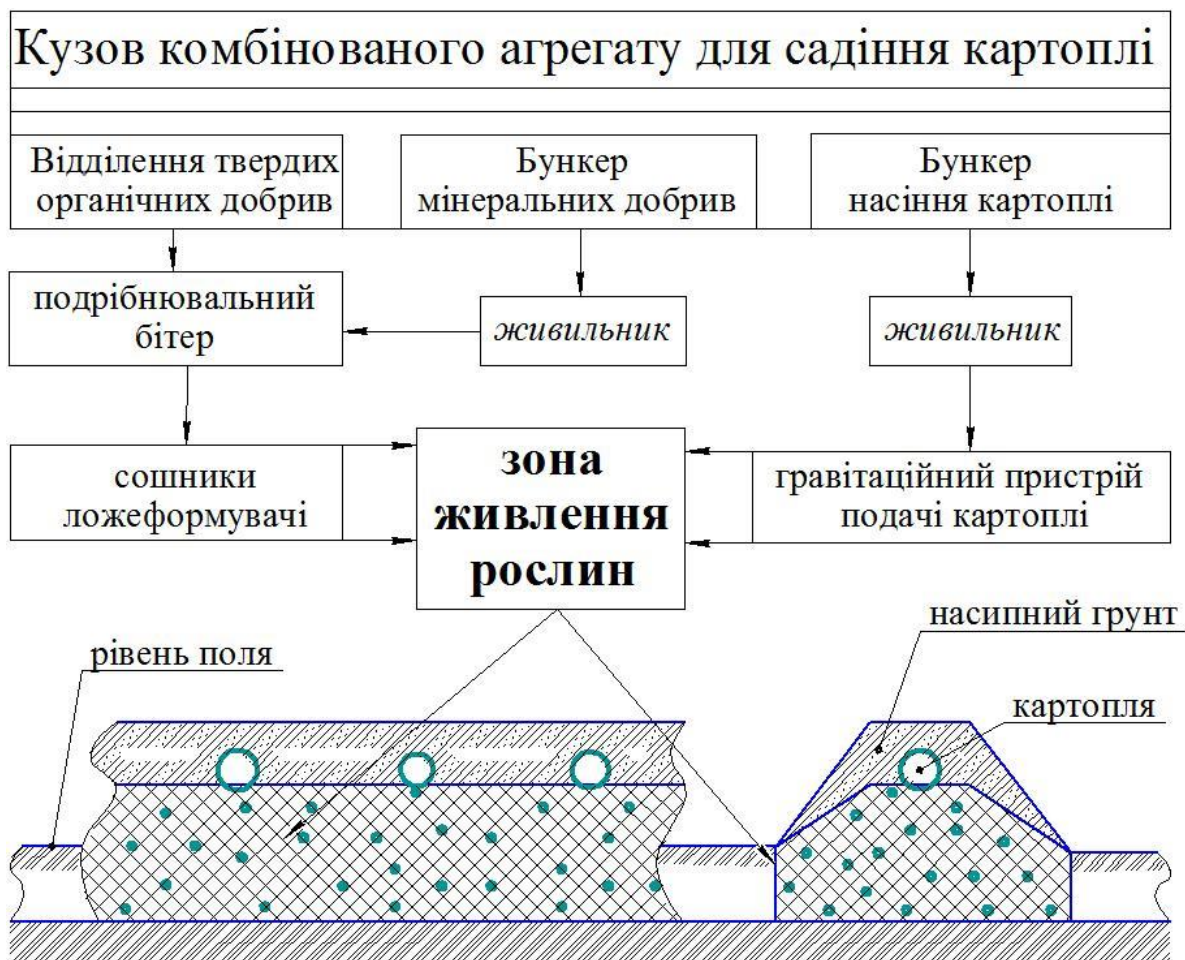 Кузов комбінованого агрегату для садіння картоплі
Відділення твердих
органічних добрив
Бункер
мінеральних добрив
Бункер
насіння картоплі
подрібнювальний
бітер
живильник
живильник
сошники
ложеформувачі
зона
живлення
рослин
гравітаційний пристрій
подачі картоплі
насипний грунт
рівень поля
картопля